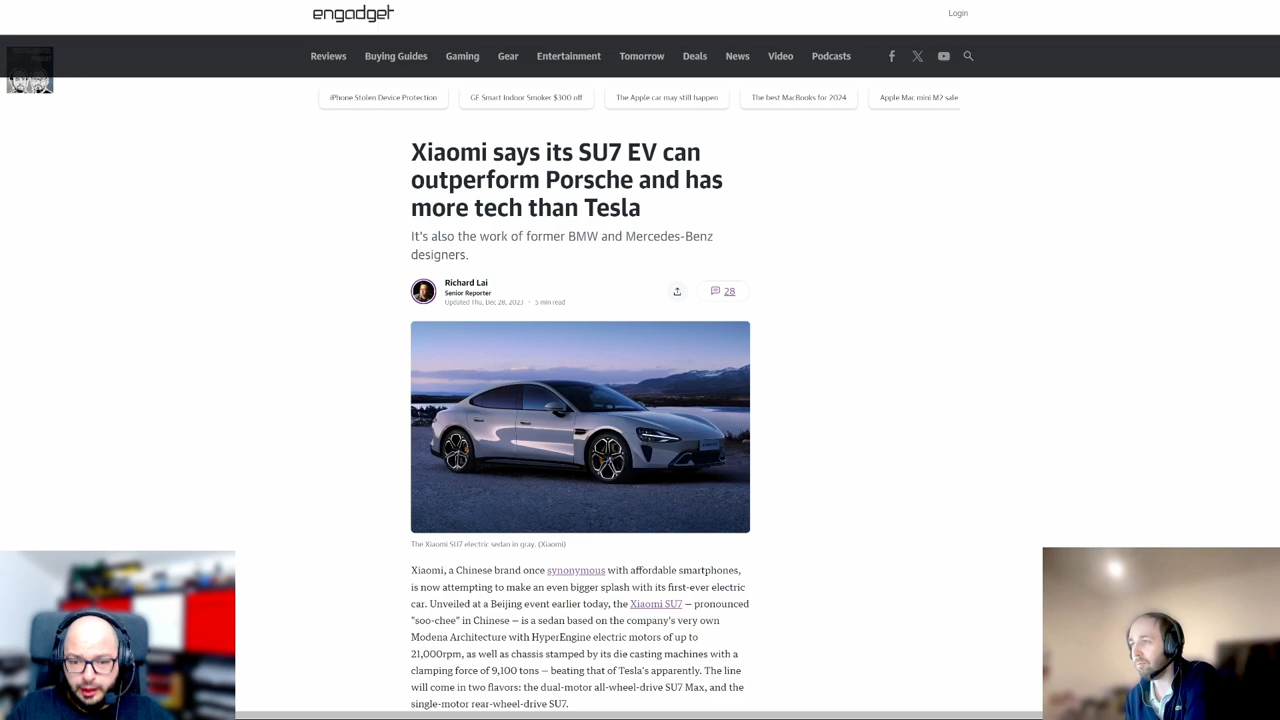 engadget
Login
Reviews Buying Guides Gaming Gear Entertainment Tomorrow Deals News Video Podcasts
iPhone Stolen Device Protection GE Smart Indoor Smoker $300 off The Apple car may still happen The best MacBooks for 2024 Apple Mac mini M2 sale
Xiaomi says its SU7 EV can
outperform Porsche and has
more tech than Tesla
It's also the work of former BMW and Mercedes-Benz
designers.
Richard Lai
Senior Reporter
Updated Thu, Dec 28, 2023 · 5 min read
28
The Xiaomi SU7 electric sedan in gray. (Xiaomi)
Xiaomi, a Chinese brand once synonymous with affordable smartphones,
is now attempting to make an even bigger splash with its first-ever electric
car. Unveiled at a Beijing event earlier today, the Xiaomi SU7 — pronounced
"soo-chee" in Chinese — is a sedan based on the company's very own
Modena Architecture with HyperEngine electric motors of up to
21,000rpm, as well as chassis stamped by its die casting machines with a
clamping force of 9,100 tons — beating that of Tesla's apparently. The line
will come in two flavors: the dual-motor all-wheel-drive SU7 Max, and the
single-motor rear-wheel-drive SU7.